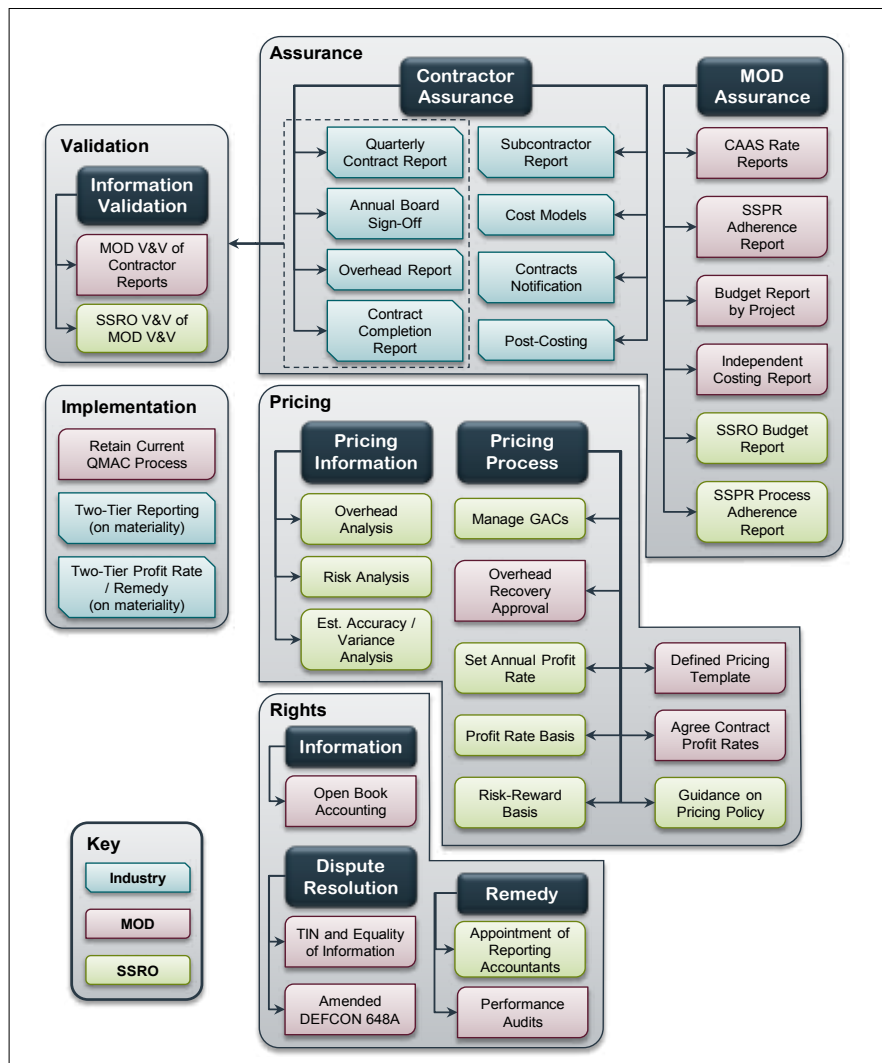 Assurance
Contractor
Assurance
Quarterly
Contract Report
Annual Board
Sign-Off
Overhead Report
Contract
Completion
Report
Subcontractor
Report
Cost Models
Contracts
Notification
Post-Costing
MOD
Assurance
CAAS Rate
Reports
SSPR
Adherence
Report
Budget Report
by Project
Independent
Costing Report
SSRO Budget
Report
SSPR Process
Adherence
Report
Validation
Information
Validation
MOD V&V of
Contractor
Reports
SSRO V&V of
MOD V&V
Implementation
Retain Current
QMAC Process
Two-Tier Reporting
(on materiality)
Two-Tier Profit Rate
/ Remedy
(on materiality)
Pricing
Pricing
Information
Overhead
Analysis
Risk Analysis
Est. Accuracy /
Variance
Analysis
Pricing
Process
Manage GACs
Overhead
Recovery
Approval
Set Annual Profit
Rate
Profit Rate Basis
Risk-Reward
Basis
Defined Pricing
Template
Agree Contract
Profit Rates
Guidance on
Pricing Policy
Rights
Information
Open Book
Accounting
Dispute
Resolution
TIN and Equality
of Information
Amended
DEFCON 648A
Remedy
Appointment of
Reporting
Accountants
Performance
Audits
Key
Industry
MOD
SSRO